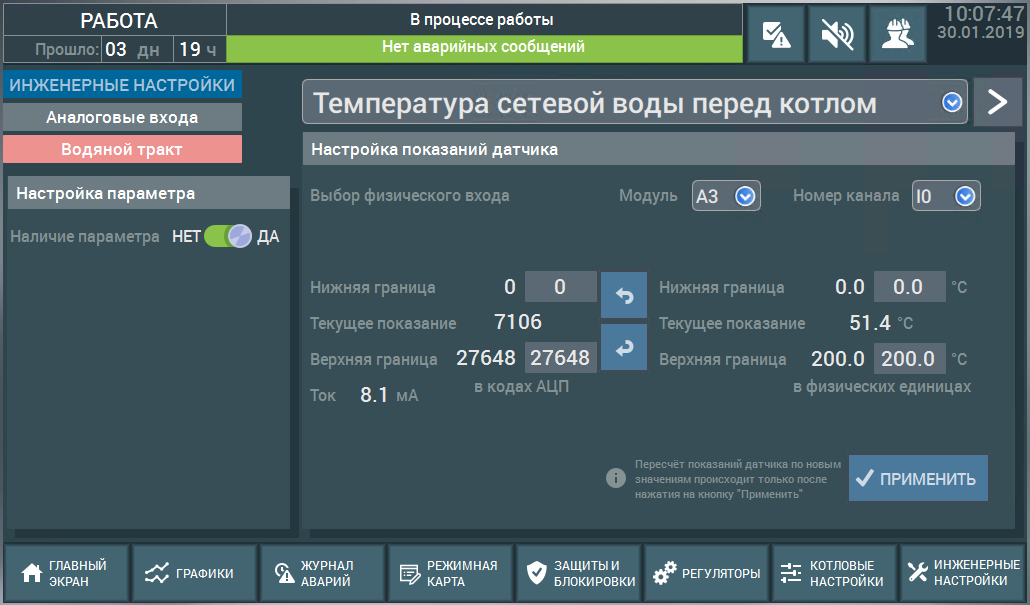 РАБОТА
В процессе работы
10:07:47
Прошло: 03 дн 19 ч
Нет аварийных сообщений
30.01.2019
ИНЖЕНЕРНЫЕ НАСТРОЙКИ
Аналоговые входа
Водяной тракт
Температура сетевой воды перед котлом
Настройка показаний датчика
Настройка параметра
Наличие параметра НЕТ ДА
Выбор физического входа Модуль A3 Номер канала I0
Нижняя граница 0 0 Нижняя граница 0.0 0.0 °C
Текущее показание 7106 Текущее показание 51.4 °C
Верхняя граница 27648 27648 Верхняя граница 200.0 200.0 °C
в кодах АЦП в физических единицах
Ток 8.1 мА
Пересчёт показаний датчика по новым
значениям происходит только после
нажатия на кнопку "Применить"
ПРИМЕНИТЬ
ГЛАВНЫЙ
ЭКРАН
ГРАФИКИ
ЖУРНАЛ
АВАРИЙ
РЕЖИМНАЯ
КАРТА
ЗАЩИТЫ И
БЛОКИРОВКИ
РЕГУЛЯТОРЫ
КОТЛОВЫЕ
НАСТРОЙКИ
ИНЖЕНЕРНЫЕ
НАСТРОЙКИ